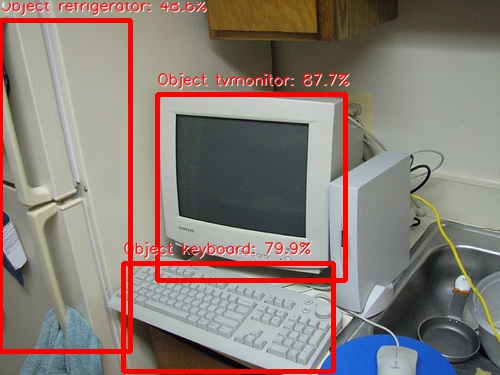 Object refrigerator: 48.6%
Object tvmonitor: 87.7%
SAMSUNG
Object keyboard: 79.9%